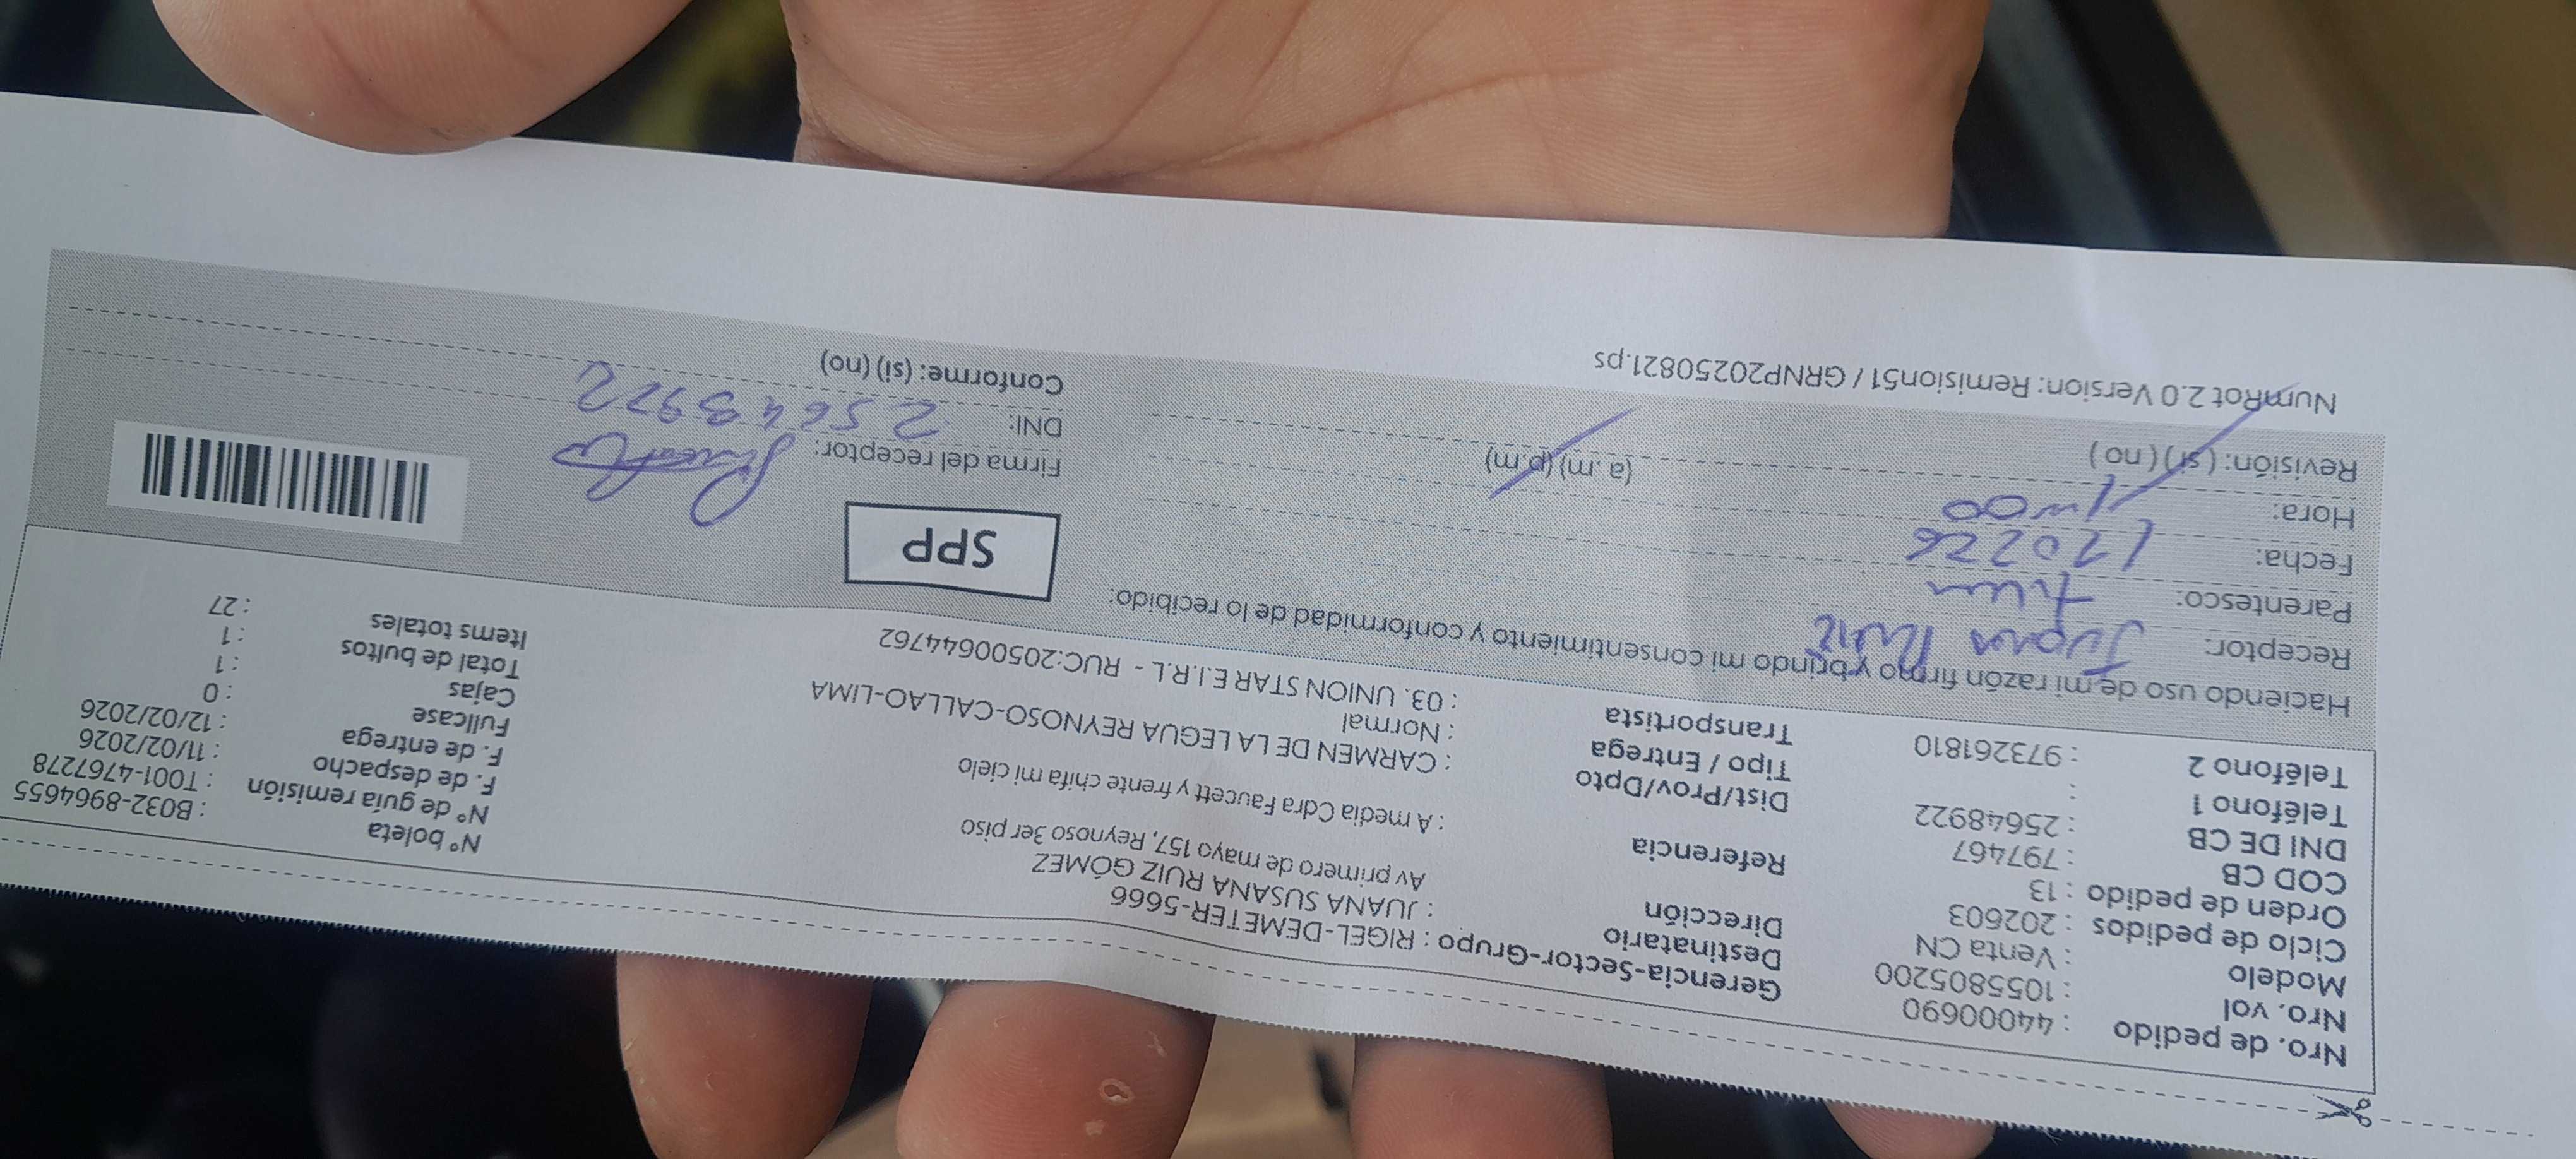 Nro. de pedido : 44000690
Nro. vol : 1055805200
Modelo : Venta CN
Ciclo de pedidos : 202603
Orden de pedido : 13
COD CB : 797467
DNI DE CB : 25648922
Teléfono 1 :
Teléfono 2 : 973261810
Gerencia-Sector-Grupo : RIGEL-DEMETER-5666
Destinatario : JUANA SUSANA RUIZ GÓMEZ
Dirección Av primero de mayo 157, Reynoso 3er piso
Referencia : A media Cdra Faucett y frente chifa mi cielo
Dist/Prov/Dpto : CARMEN DE LA LEGUA REYNOSO-CALLAO-LIMA
Tipo / Entrega : Normal
Transportista : 03. UNION STAR E.I.R.L - RUC:20500644762
N° boleta : B032-8964655
N° de guía remisión : T001-4767278
F. de despacho : 11/02/2026
F. de entrega : 12/02/2026
Fullcase : 0
Cajas : 1
Total de bultos : 1
Items totales : 27
Haciendo uso de mi razón firmo y brindo mi consentimiento y conformidad de lo recibido:
Receptor: Juana Ruiz
Parentesco:
Fecha: 120226
Hora: (a.m) (p.m)
Revisión: (si) (no)
SPP
Firma del receptor:
DNI:
Conforme: (si) (no)
NumRot 2.0 Version: Remision51 / GRNP20250821.ps